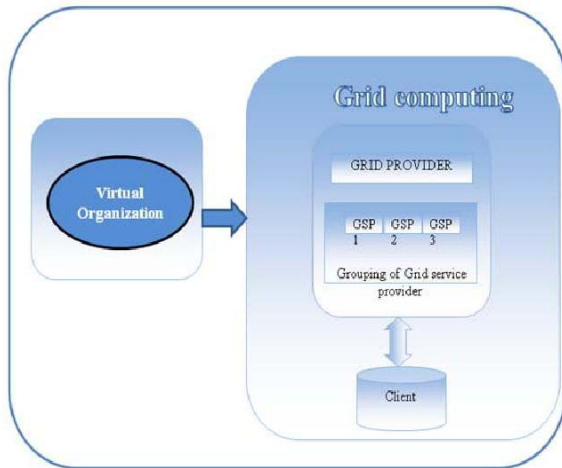 Grid computing
GRID PROVIDER
Virtual
Organization
GSP GSP GSP
1 2 3
Grouping of Grid service
provider
Client